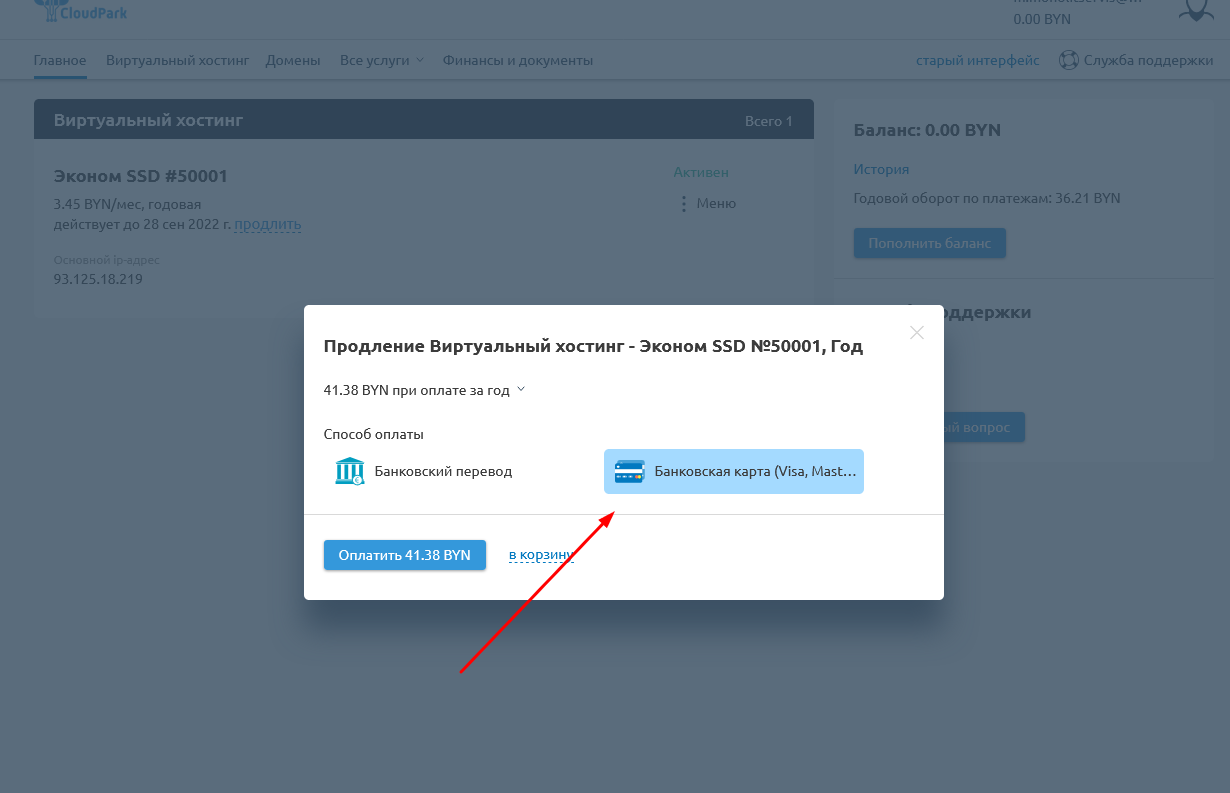 CloudPark
0.00 BYN
Главное
Виртуальный хостинг
Домены
Все услуги
Финансы и документы
старый интерфейс
Служба поддержки
Виртуальный хостинг
Всего 1
Эконом SSD #50001
Активен
3.45 BYN/мес, годовая
Меню
действует до 28 сен 2022 г. продлить
Основной ip-адрес
93.125.18.219
Баланс: 0.00 BYN
История
Годовой оборот по платежам: 36.21 BYN
Пополнить баланс
оддержки
ый вопрос
Продление Виртуальный хостинг - Эконом SSD №50001, Год
41.38 BYN при оплате за год
Способ оплаты
Банковский перевод
Банковская карта (Visa, Mast...
Оплатить 41.38 BYN
в корзину